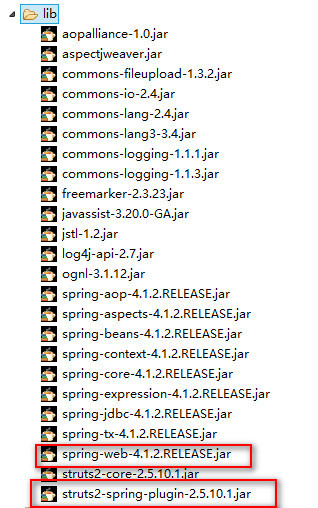 lib
aopalliance-1.0.jar
aspectjweaver.jar
commons-fileupload-1.3.2.jar
commons-io-2.4.jar
commons-lang-2.4.jar
commons-lang3-3.4.jar
commons-logging-1.1.1.jar
commons-logging-1.1.3.jar
freemarker-2.3.23.jar
javassist-3.20.0-GA.jar
jstl-1.2.jar
log4j-api-2.7.jar
ognl-3.1.12.jar
spring-aop-4.1.2.RELEASE.jar
spring-aspects-4.1.2.RELEASE.jar
spring-beans-4.1.2.RELEASE.jar
spring-context-4.1.2.RELEASE.jar
spring-core-4.1.2.RELEASE.jar
spring-expression-4.1.2.RELEASE.jar
spring-jdbc-4.1.2.RELEASE.jar
spring-tx-4.1.2.RELEASE.jar
spring-web-4.1.2.RELEASE.jar
struts2-core-2.5.10.1.jar
struts2-spring-plugin-2.5.10.1.jar